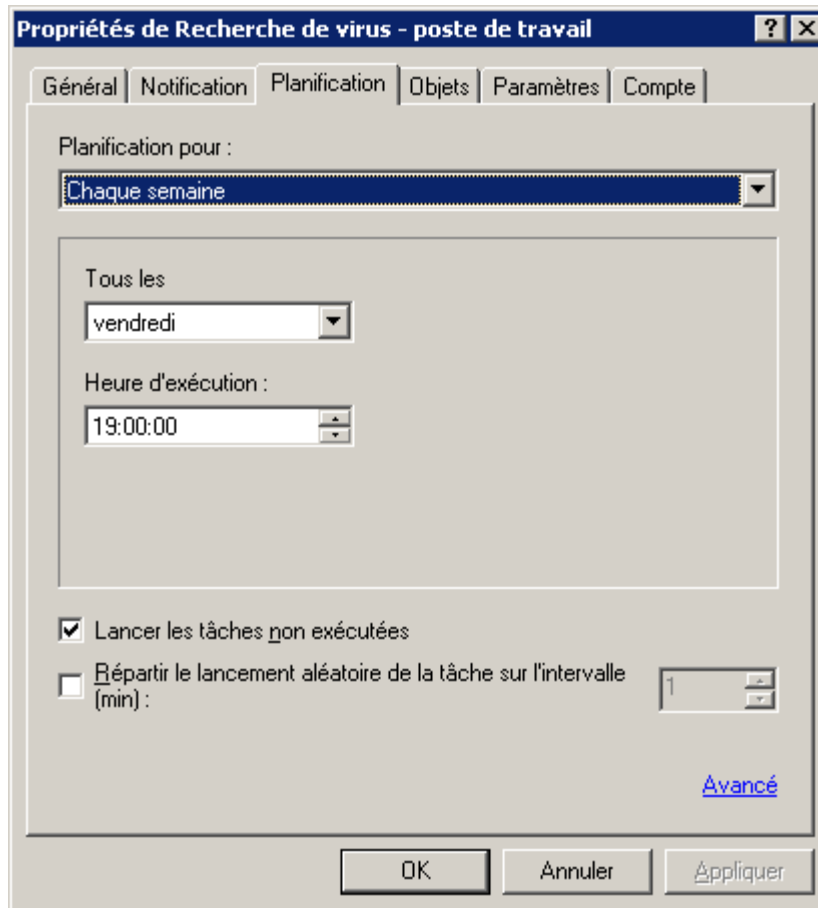 Propriétés de Recherche de virus - poste de travail
Général Notification Planification Objets Paramètres Compte
Planification pour :
Chaque semaine
Tous les
vendredi
Heure d'exécution :
19:00:00
Lancer les tâches non exécutées
Répartir le lancement aléatoire de la tâche sur l'intervalle
(min) :
1
Avancé
OK Annuler Appliquer